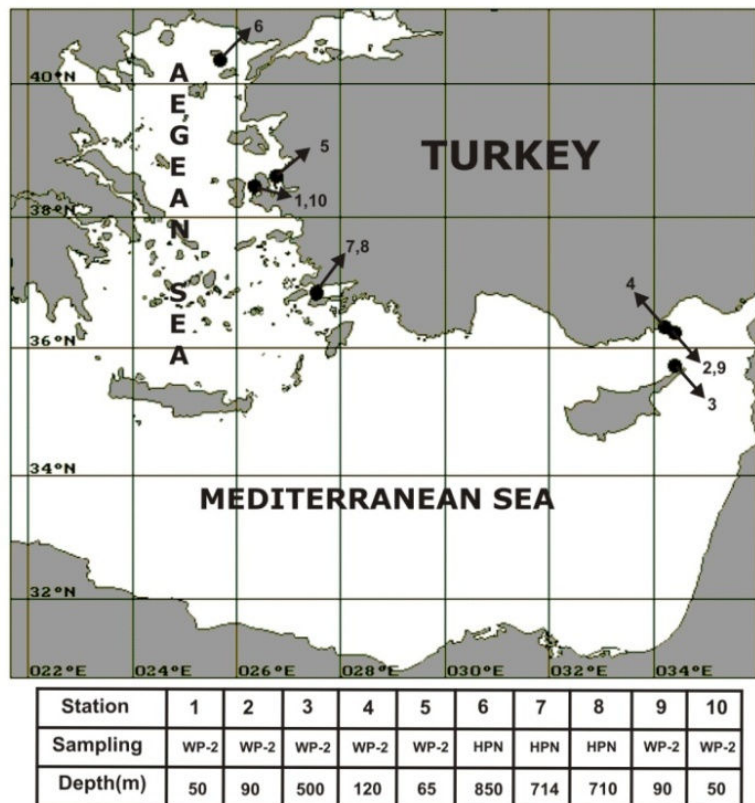 6
40°N
AEGEAN SEA
TURKEY
5
1,10
38°N
7,8
4
36°N
2,9
3
34°N
MEDITERRANEAN SEA
32°N
022°E 024°E 026°E 028°E 030°E 032°E 034°E
Station 1 2 3 4 5 6 7 8 9 10
Sampling WP-2 WP-2 WP-2 WP-2 WP-2 HPN HPN HPN WP-2 WP-2
Depth(m) 50 90 500 120 65 850 714 710 90 50